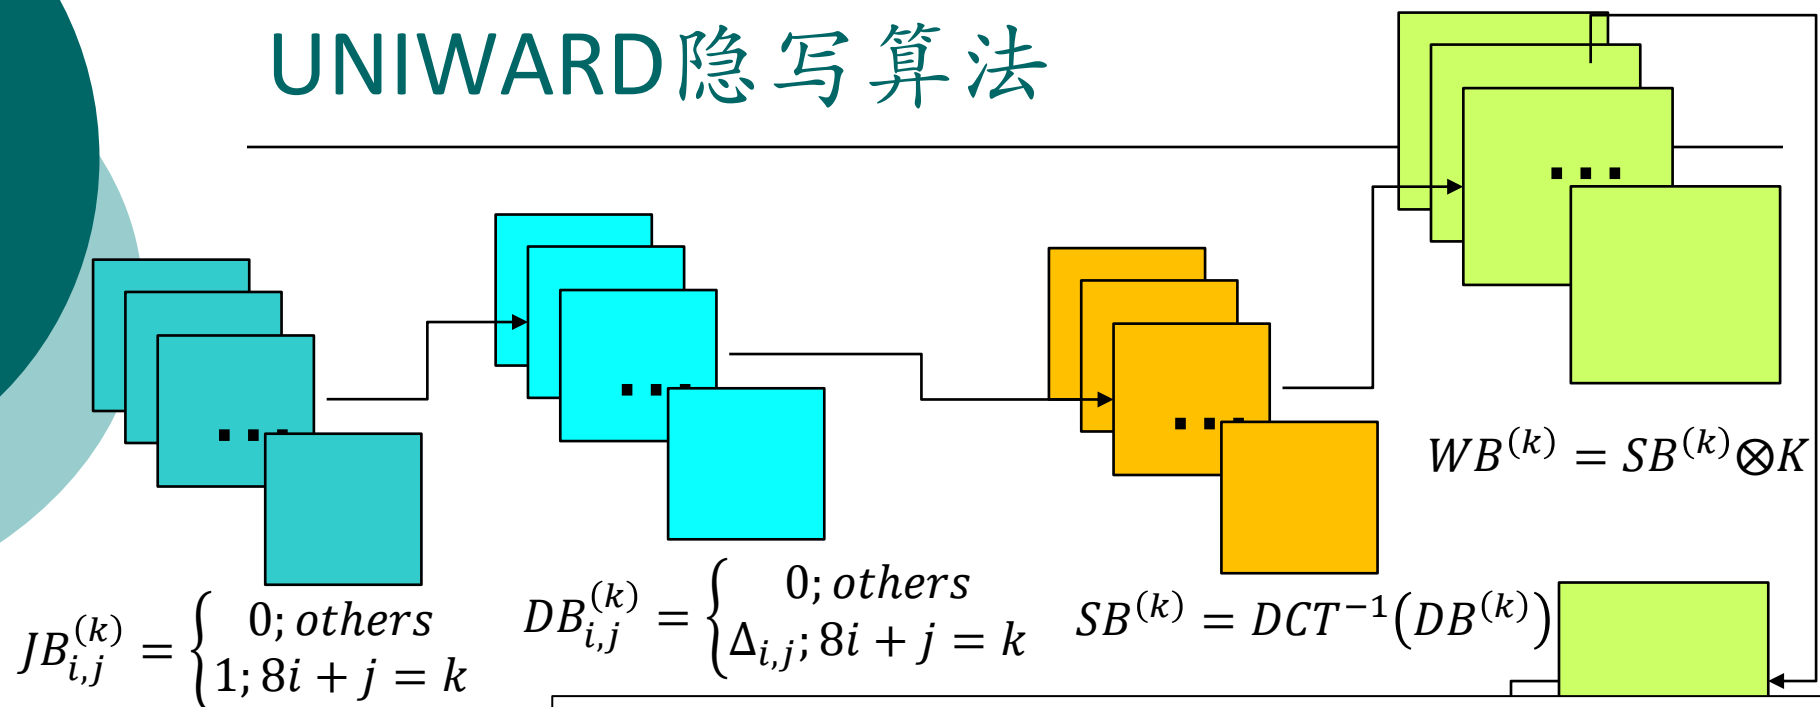 UNIWARD隐写算法
...
...
...
...
WB^{(k)} = SB^{(k)}⊗K
JB_{i,j}^{(k)} = { 0; others
1; 8i + j = k
DB_{i,j}^{(k)} = { 0; others
Δ_{i,j}; 8i + j = k
SB^{(k)} = DCT^{-1}(DB^{(k)})